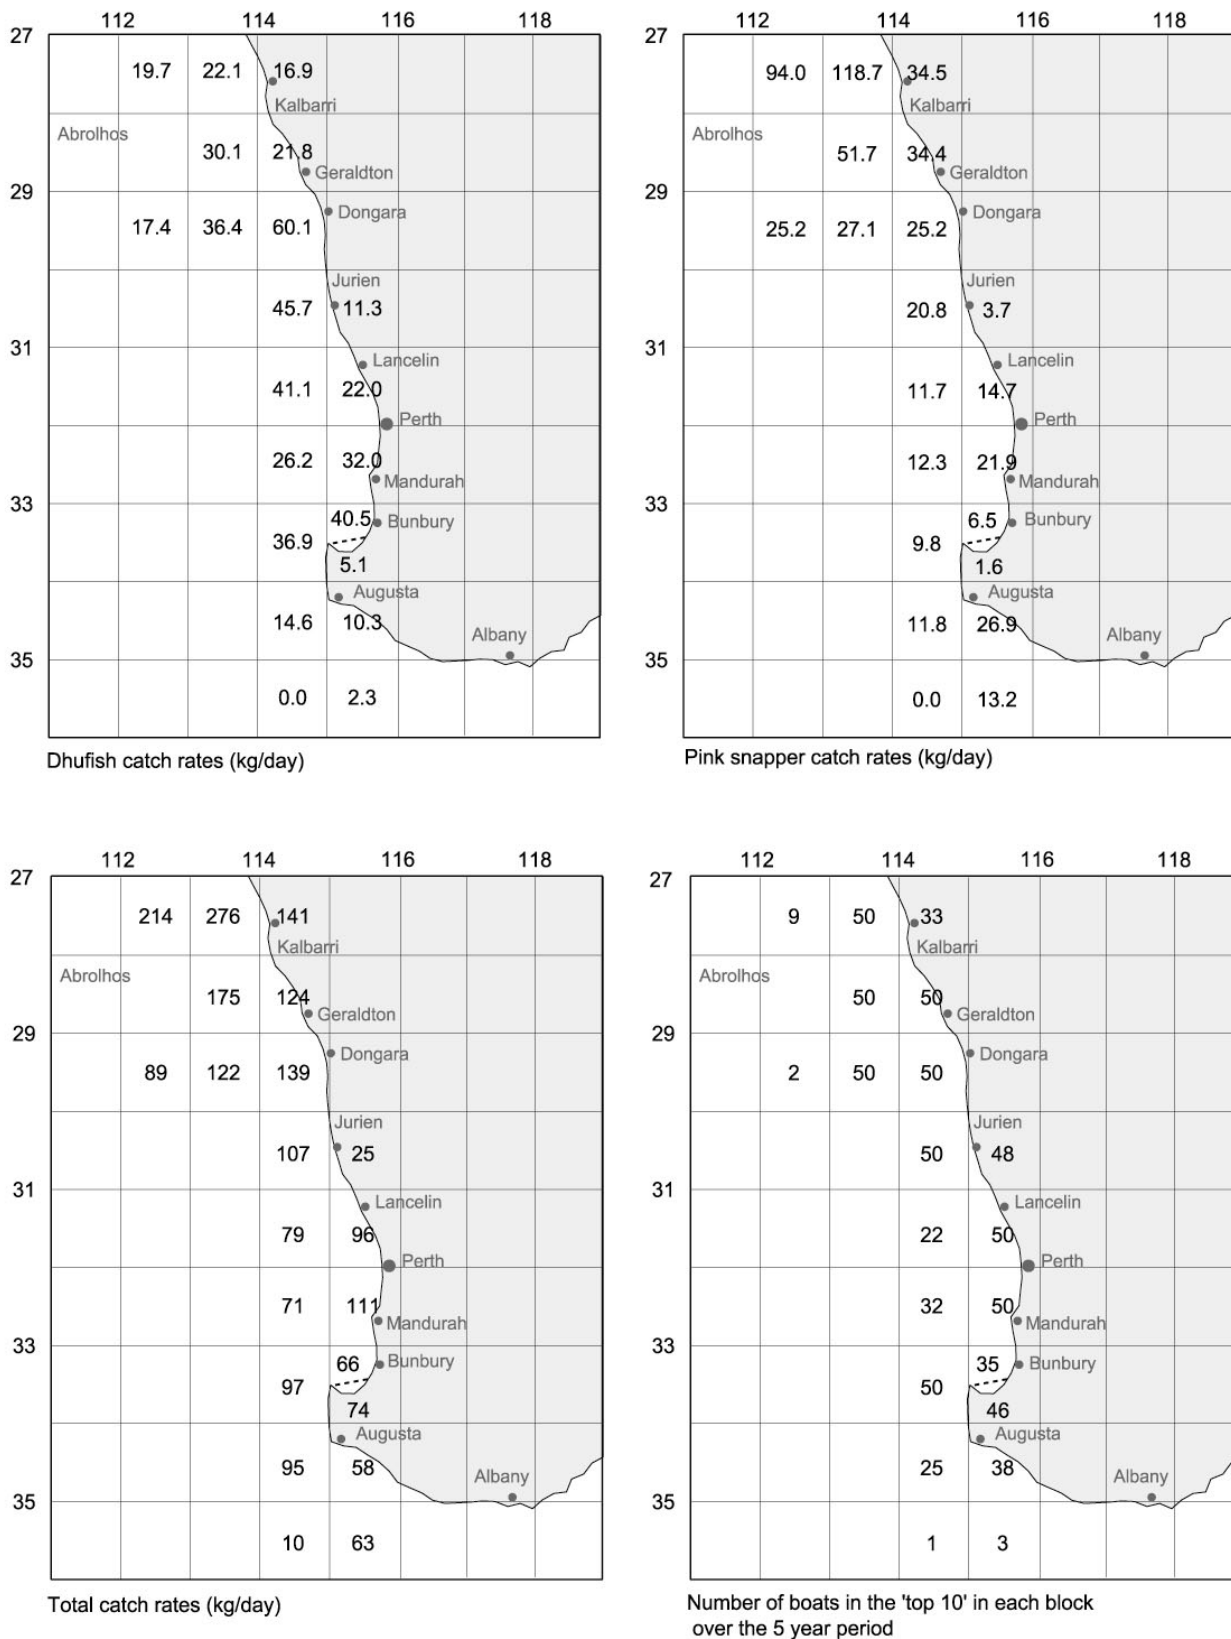 112 114 116 118
27
19.7 22.1 16.9
Kalbarri
Abrolhos
30.1 21.8
Geraldton
29
Dongara
17.4 36.4 60.1
Jurien
45.7 11.3
31
Lancelin
41.1 22.0
Perth
26.2 32.0
Mandurah
33
40.5 Bunbury
36.9
5.1
Augusta
14.6 10.3
Albany
35
0.0 2.3
Dhufish catch rates (kg/day)
112 114 116 118
27
94.0 118.7 34.5
Kalbarri
Abrolhos
51.7 34.4
Geraldton
29
Dongara
25.2 27.1 25.2
Jurien
20.8 3.7
31
Lancelin
11.7 14.7
Perth
12.3 21.9
Mandurah
33
6.5 Bunbury
9.8
1.6
Augusta
11.8 26.9
Albany
35
0.0 13.2
Pink snapper catch rates (kg/day)
112 114 116 118
27
214 276 141
Kalbarri
Abrolhos
175 124
Geraldton
29
Dongara
89 122 139
Jurien
107 25
31
Lancelin
79 96
Perth
71 111
Mandurah
33
66 Bunbury
97
74
Augusta
95 58
Albany
35
10 63
Total catch rates (kg/day)
112 114 116 118
27
9 50 33
Kalbarri
Abrolhos
50 50
Geraldton
29
Dongara
2 50 50
Jurien
50 48
31
Lancelin
22 50
Perth
32 50
Mandurah
33
35 Bunbury
50
46
Augusta
25 38
Albany
35
1 3
Number of boats in the 'top 10' in each block
over the 5 year period